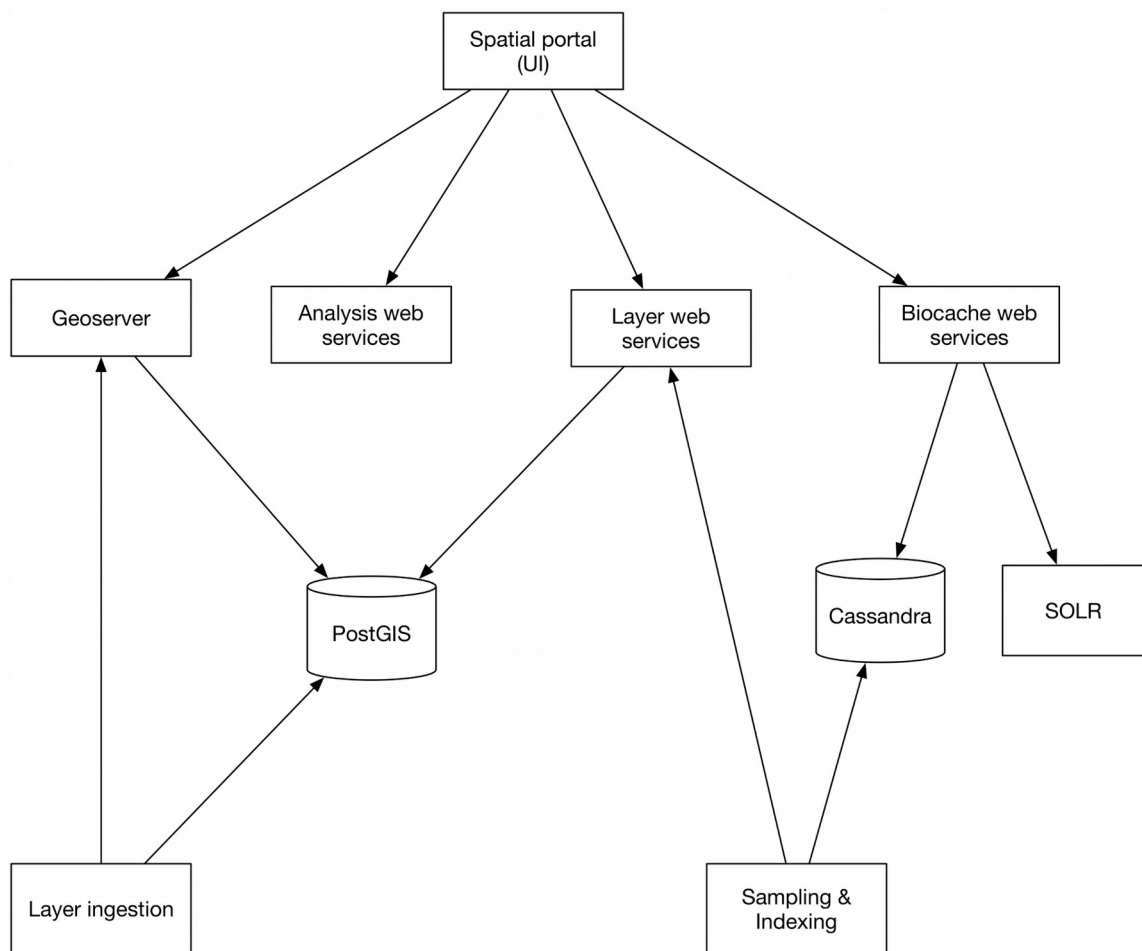 Spatial portal
(UI)
Geoserver
Analysis web
services
Layer web
services
Biocache web
services
PostGIS
Cassandra
SOLR
Layer ingestion
Sampling &
Indexing